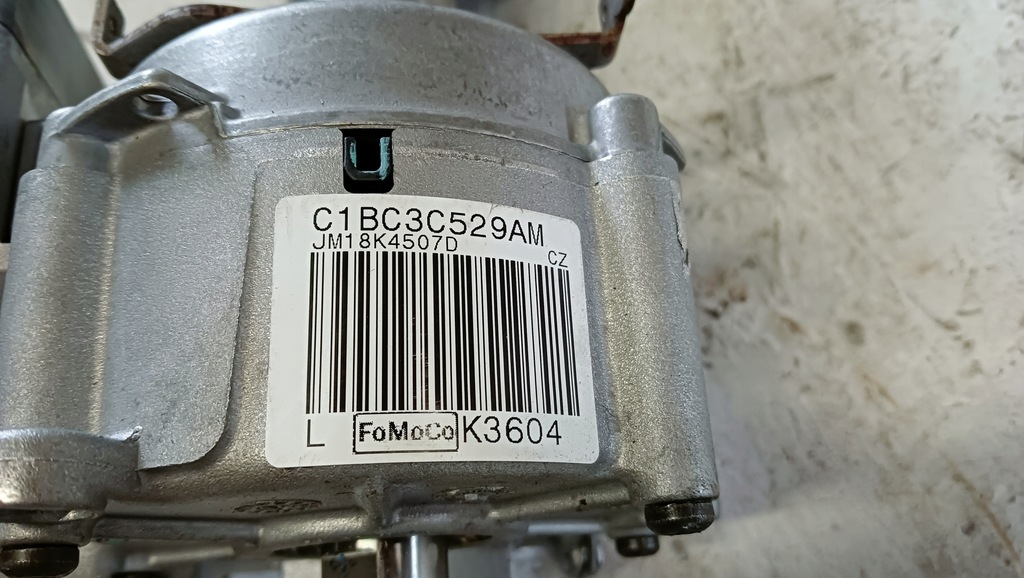 C1BC3C529AM
JM18K4507D
CZ
L FoMoCo K3604